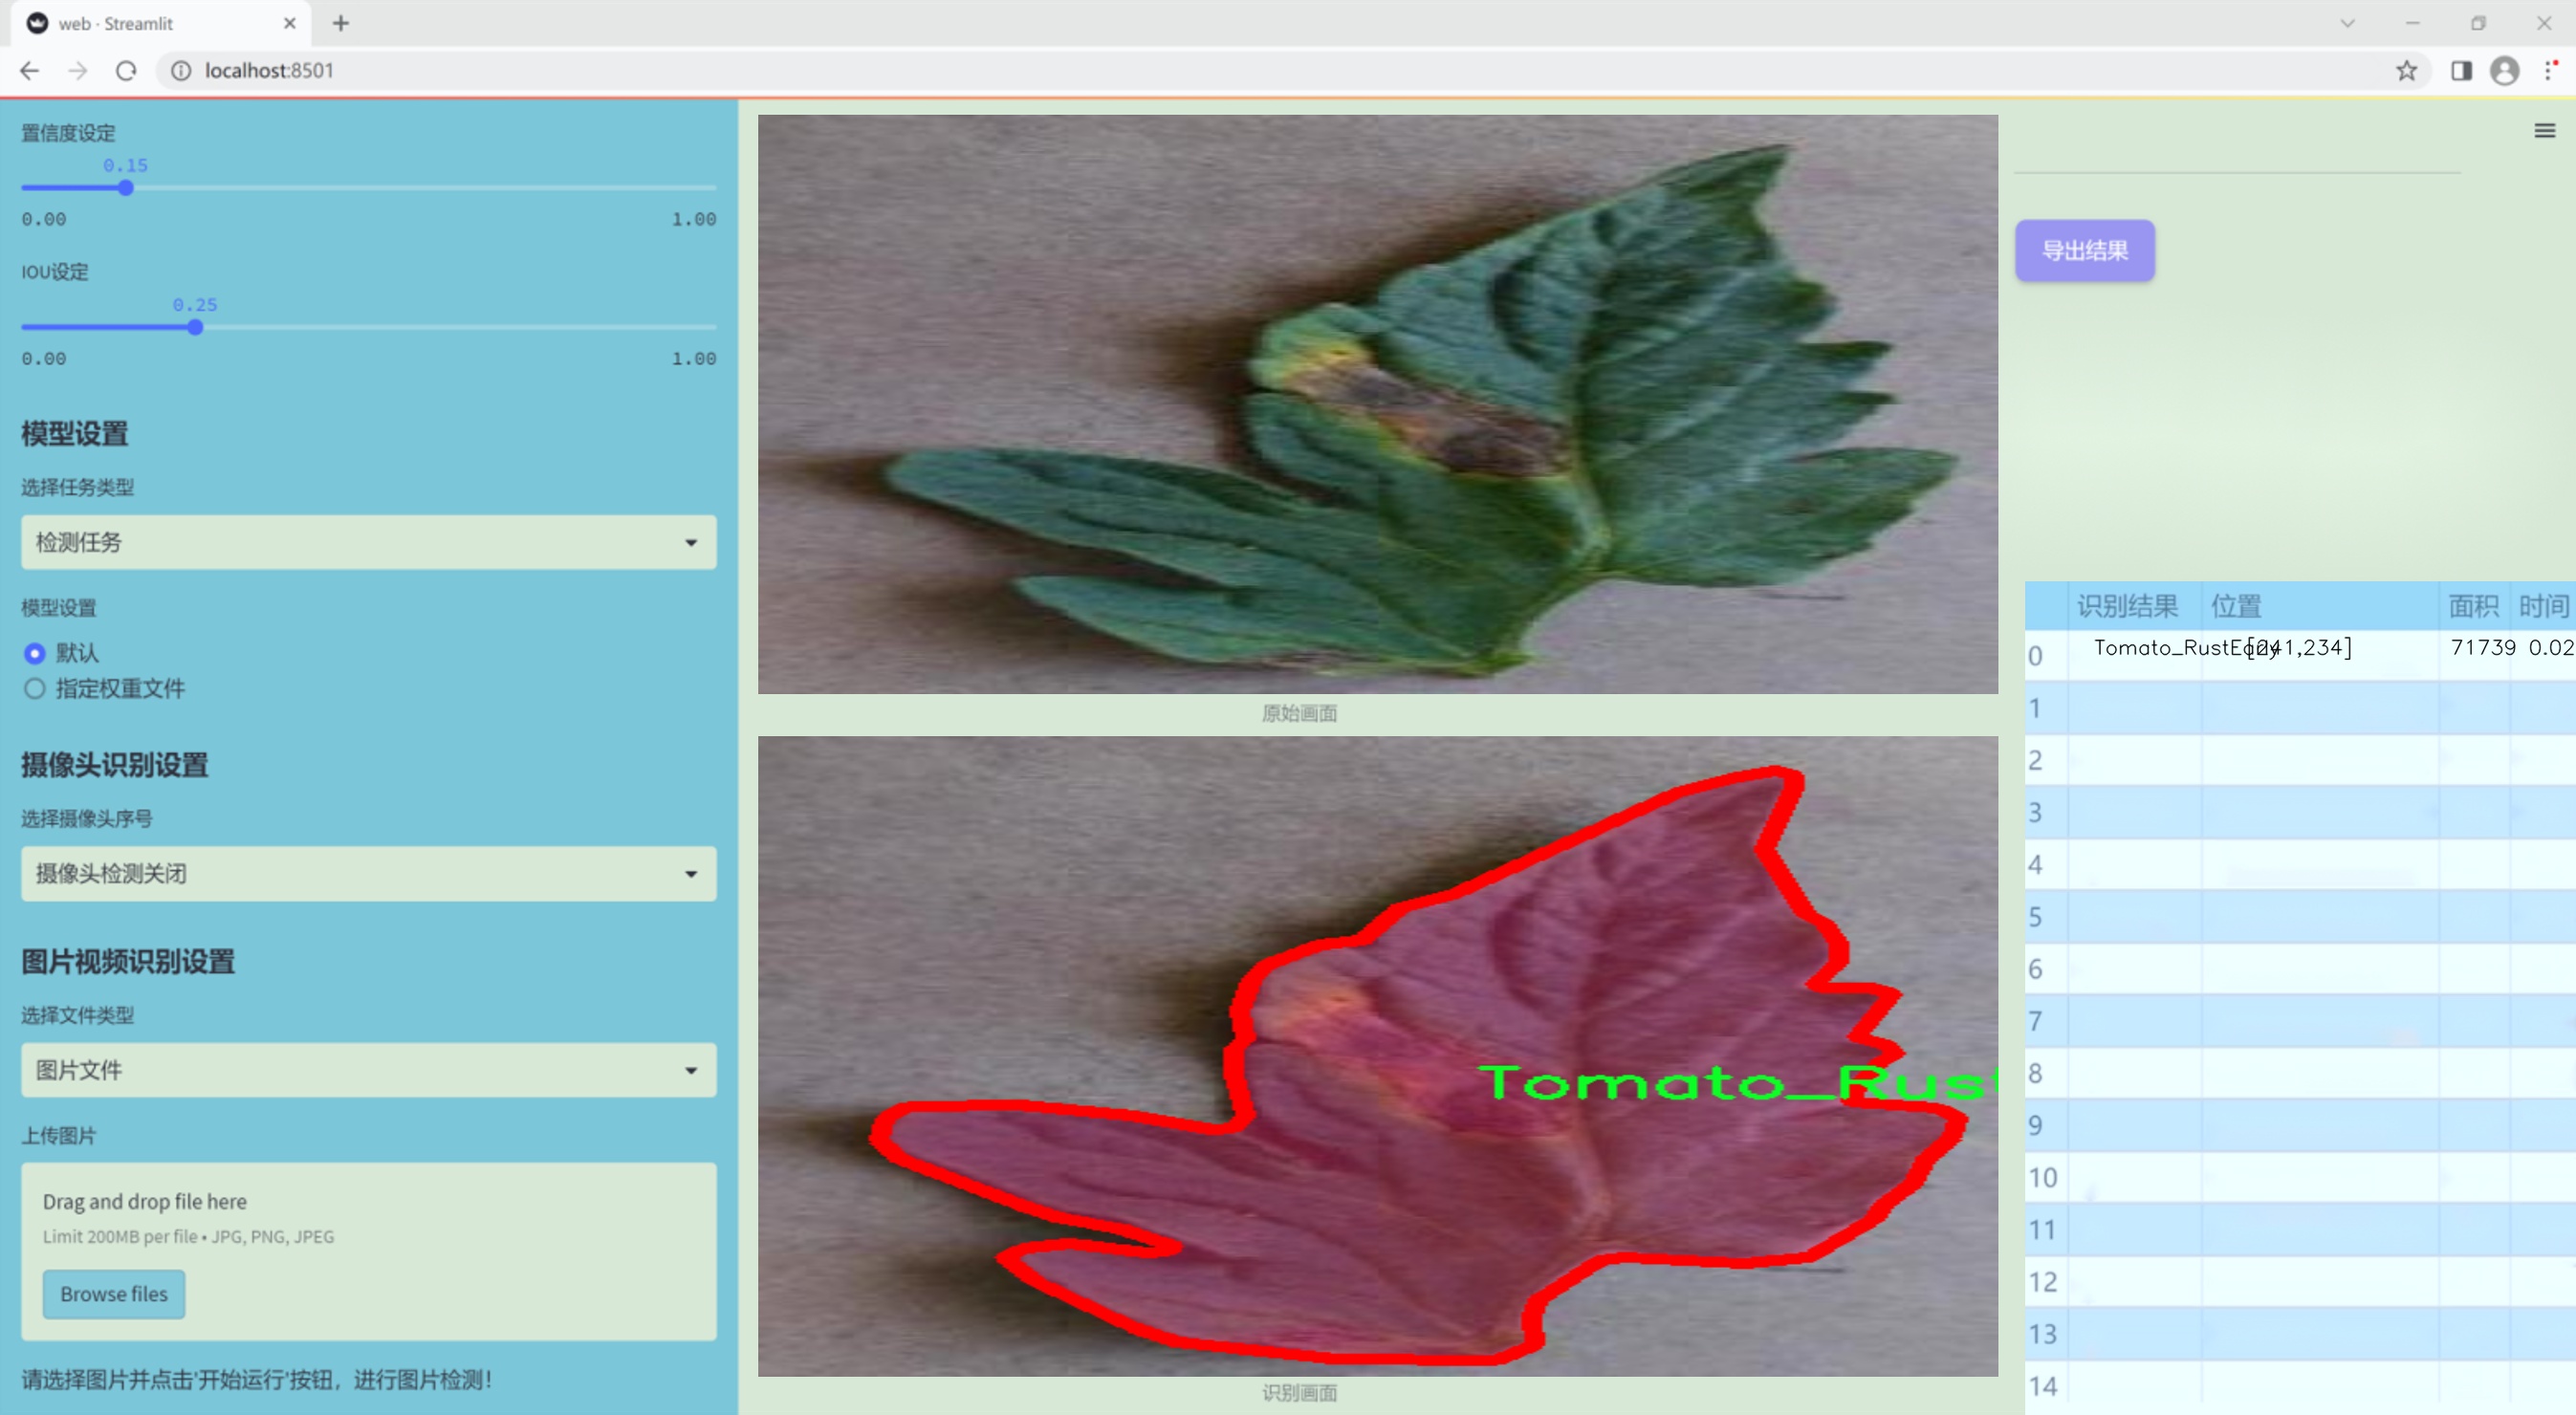 web · Streamlit
localhost:8501
置信度设定
0.15
0.00 1.00
IOU设定
0.25
0.00 1.00
模型设置
选择任务类型
检测任务
模型设置
默认
指定权重文件
摄像头识别设置
选择摄像头序号
摄像头检测关闭
图片视频识别设置
选择文件类型
图片文件
上传图片
Drag and drop file here
Limit 200MB per file • JPG, PNG, JPEG
Browse files
请选择图片并点击'开始运行'按钮，进行图片检测！
原始画面
Tomato_Rust
识别画面
导出结果
识别结果 位置 面积 时间
0 [241,234] 71739 0.02
1
2
3
4
5
6
7
8
9
10
11
12
13
14